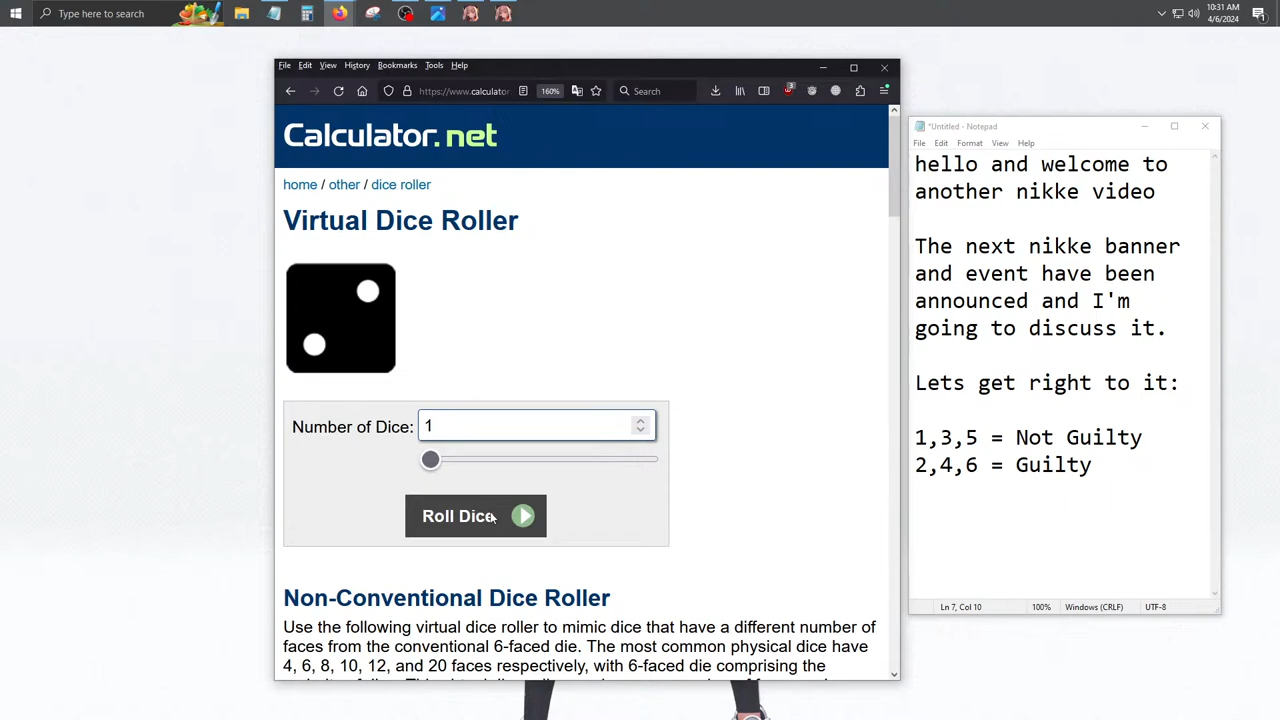 Type here to search
10:31 AM
4/6/2024
1
File Edit View History Bookmarks Tools Help
https://www.calculator
160%
Search
3
Calculator.net
home / other / dice roller
Virtual Dice Roller
Number of Dice: 1
Roll Dice
Non-Conventional Dice Roller
Use the following virtual dice roller to mimic dice that have a different number of
faces from the conventional 6-faced die. The most common physical dice have
4, 6, 8, 10, 12, and 20 faces respectively, with 6-faced die comprising the
*Untitled - Notepad
File Edit Format View Help
hello and welcome to
another nikke video
The next nikke banner
and event have been
announced and I'm
going to discuss it.
Lets get right to it:
1,3,5 = Not Guilty
2,4,6 = Guilty
Ln 7, Col 10
100%
Windows (CRLF)
UTF-8